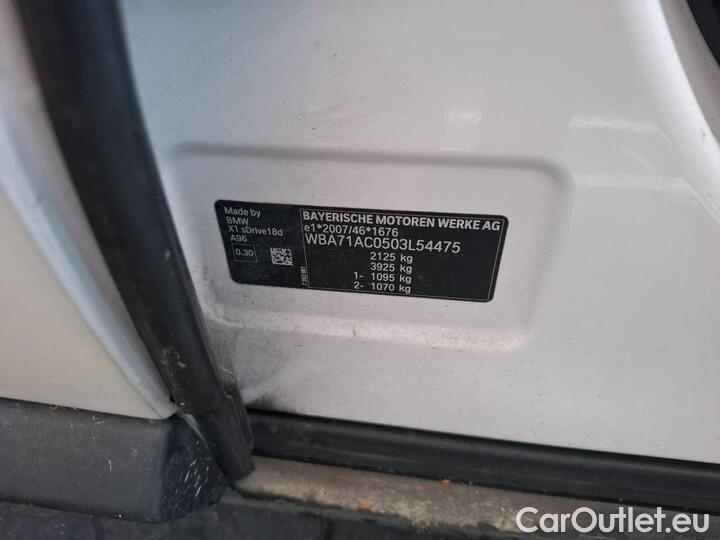 Made by
BMW
X1 sDrive18d
A96
0.30
BAYERISCHE MOTOREN WERKE AG
e1*2007/46*1676
WBA71AC0503L54475
2125 kg
3925 kg
1- 1095 kg
2- 1070 kg
CarOutlet.eu